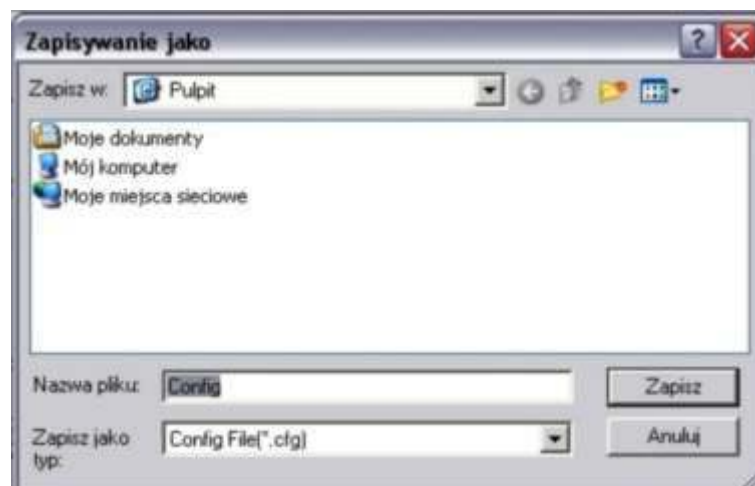 Zapisywanie jako
Zapisz w: Pulpit
Moje dokumenty
Mój komputer
Moje miejsca sieciowe
Nazwa pliku: Config
Zapisz
Zapisz jako typ: Config File(*.cfg)
Anuluj